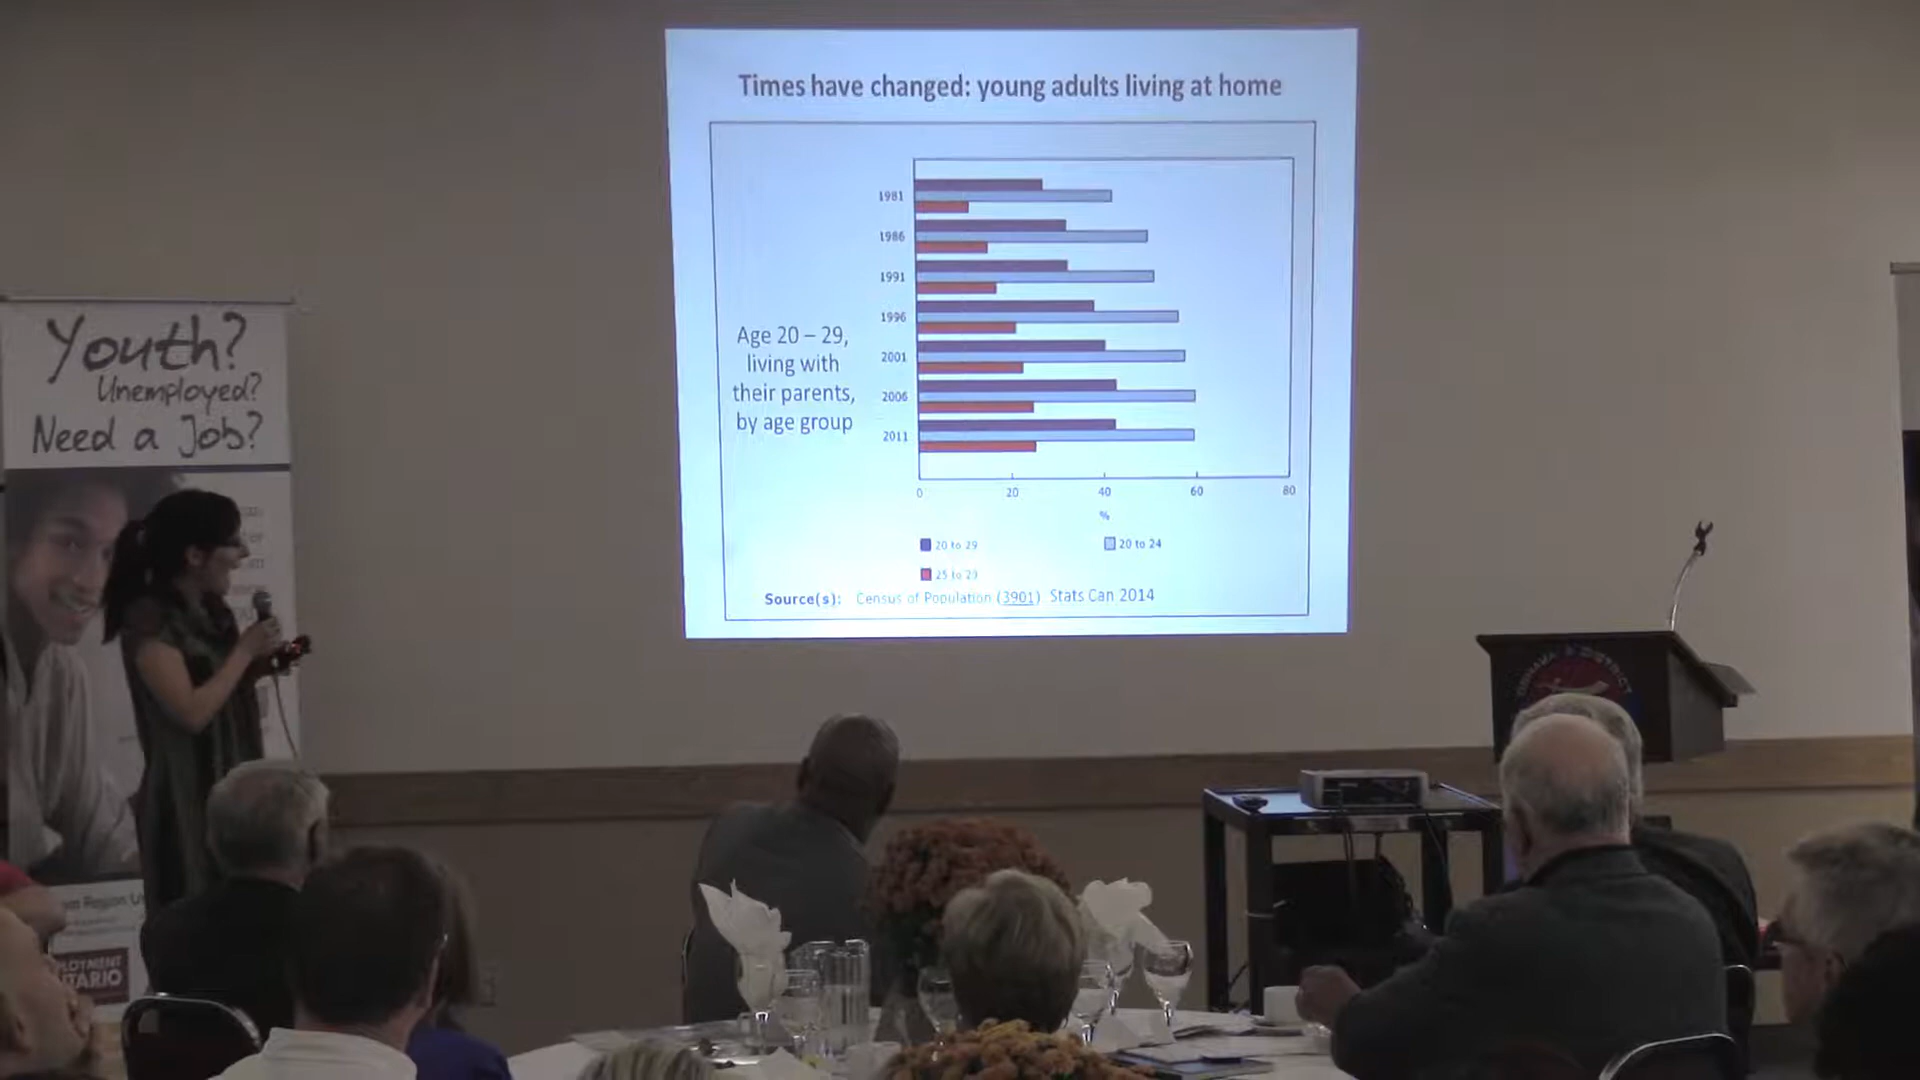 Times have changed: young adults living at home
1981
1986
1991
1996
2001
2006
2011
Age 20 – 29,
living with
their parents,
by age group
0 20 40 60 80
%
20 to 29
20 to 24
25 to 29
Source(s): Census of Population (3901) Stats Can 2014
Youth?
Unemployed?
Need a Job?
Region